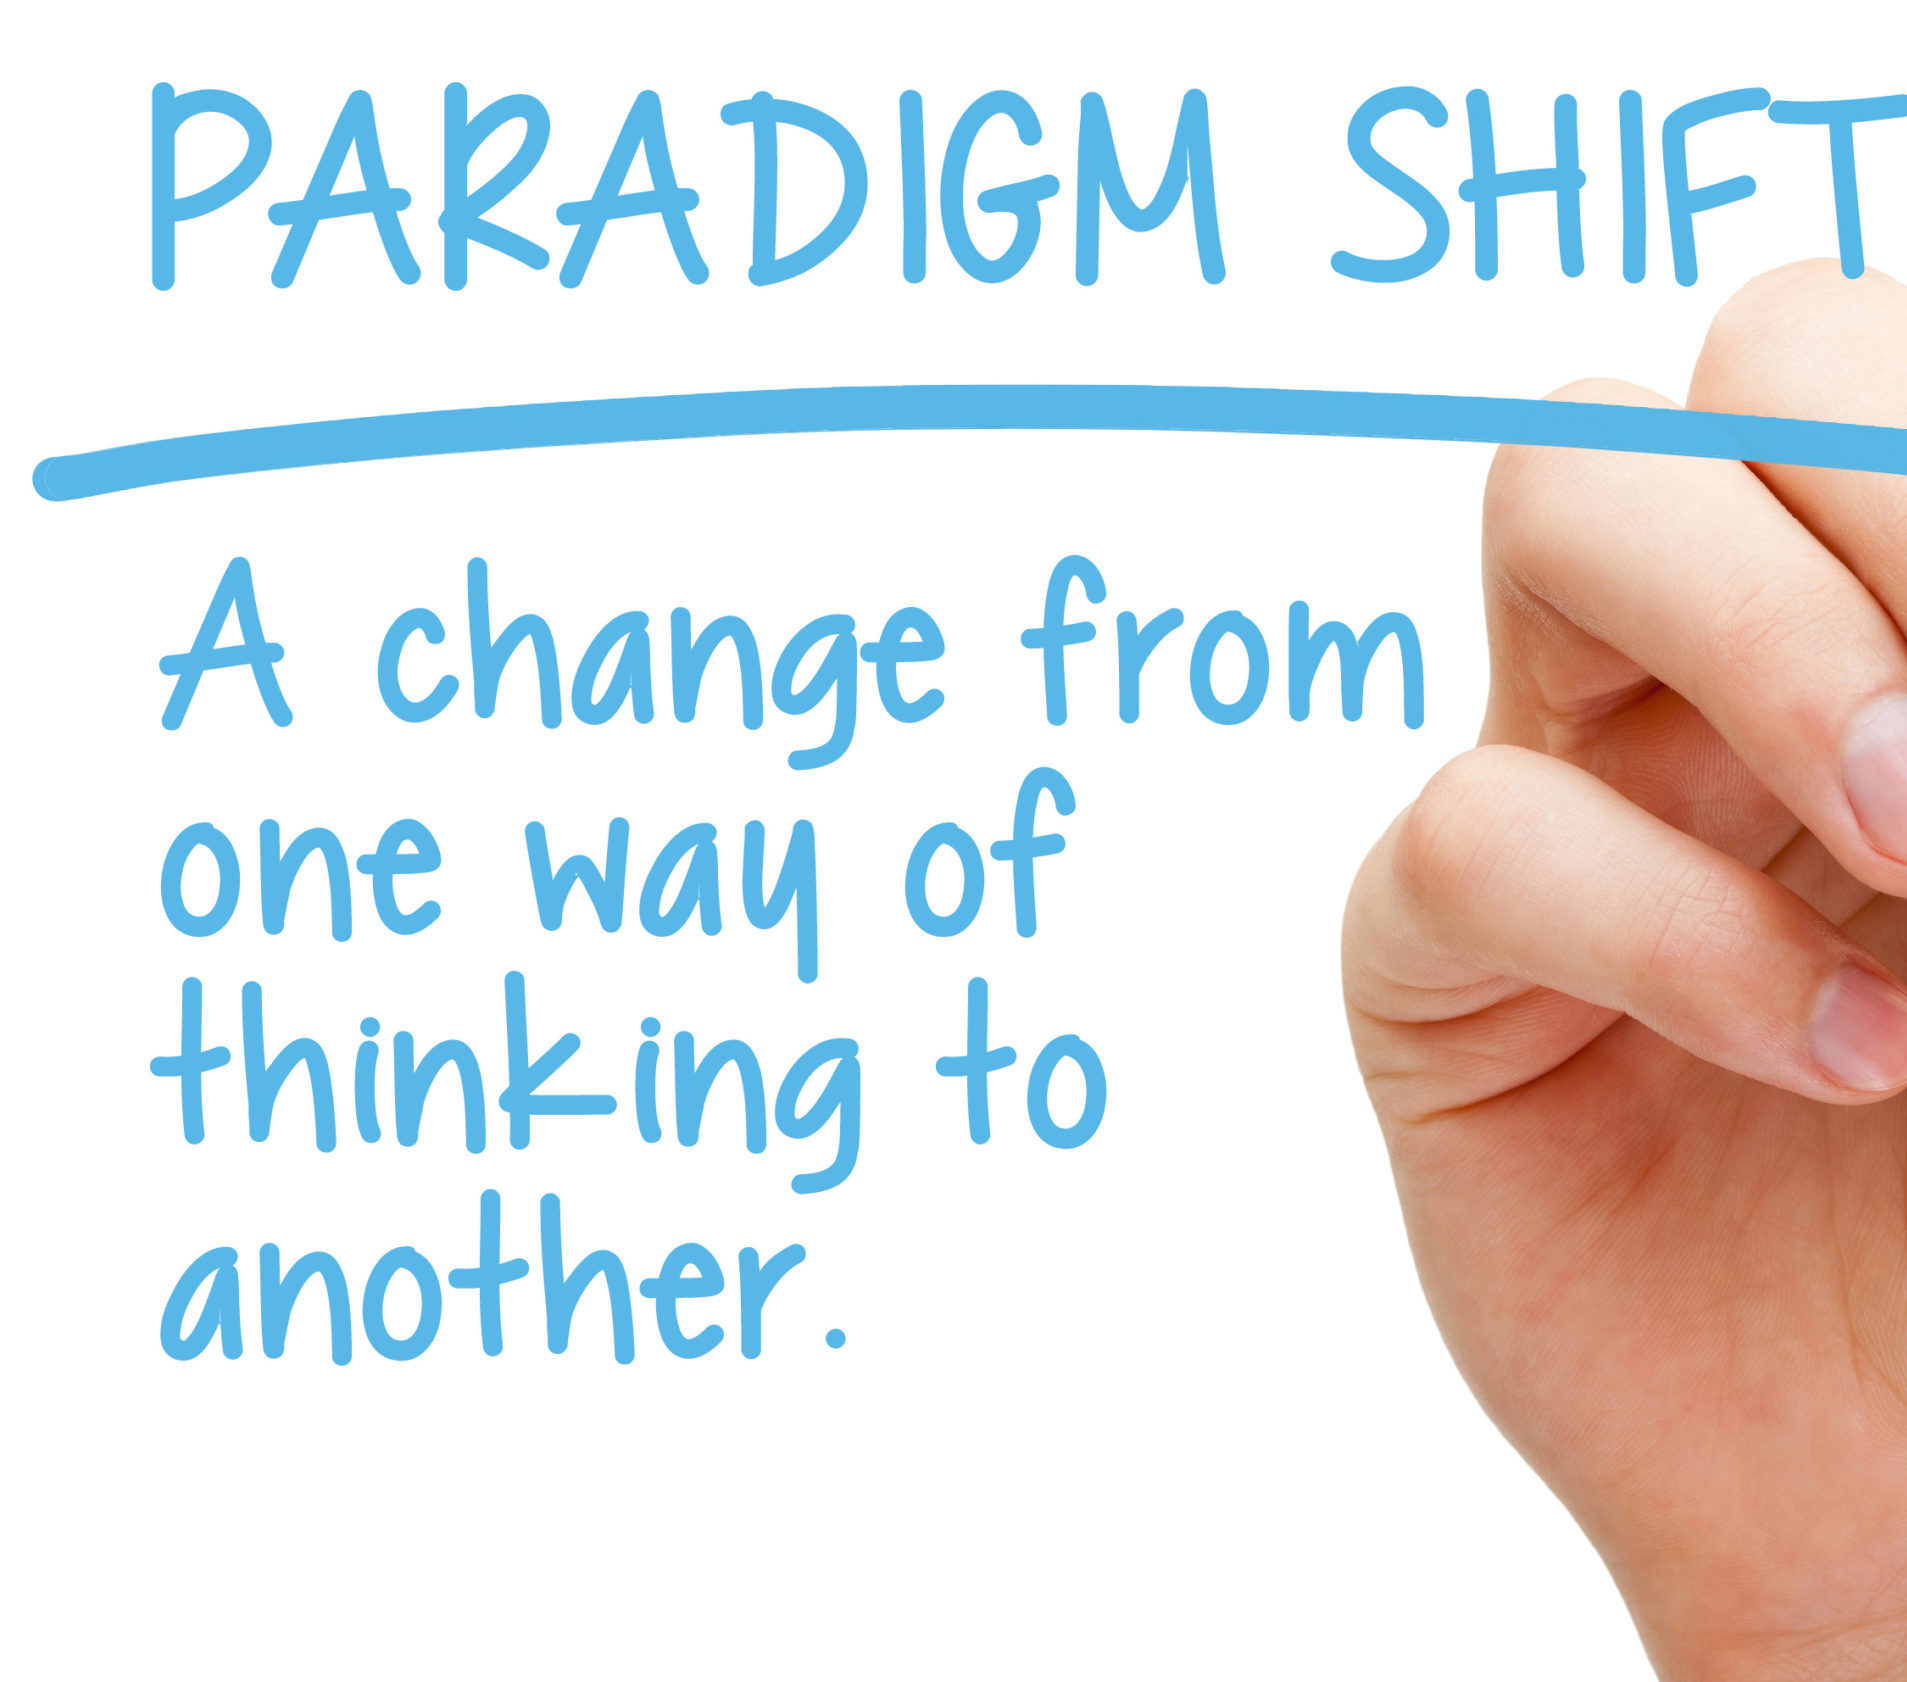 PARADIGM SHIFT
A change from
one way of
thinking to
another.